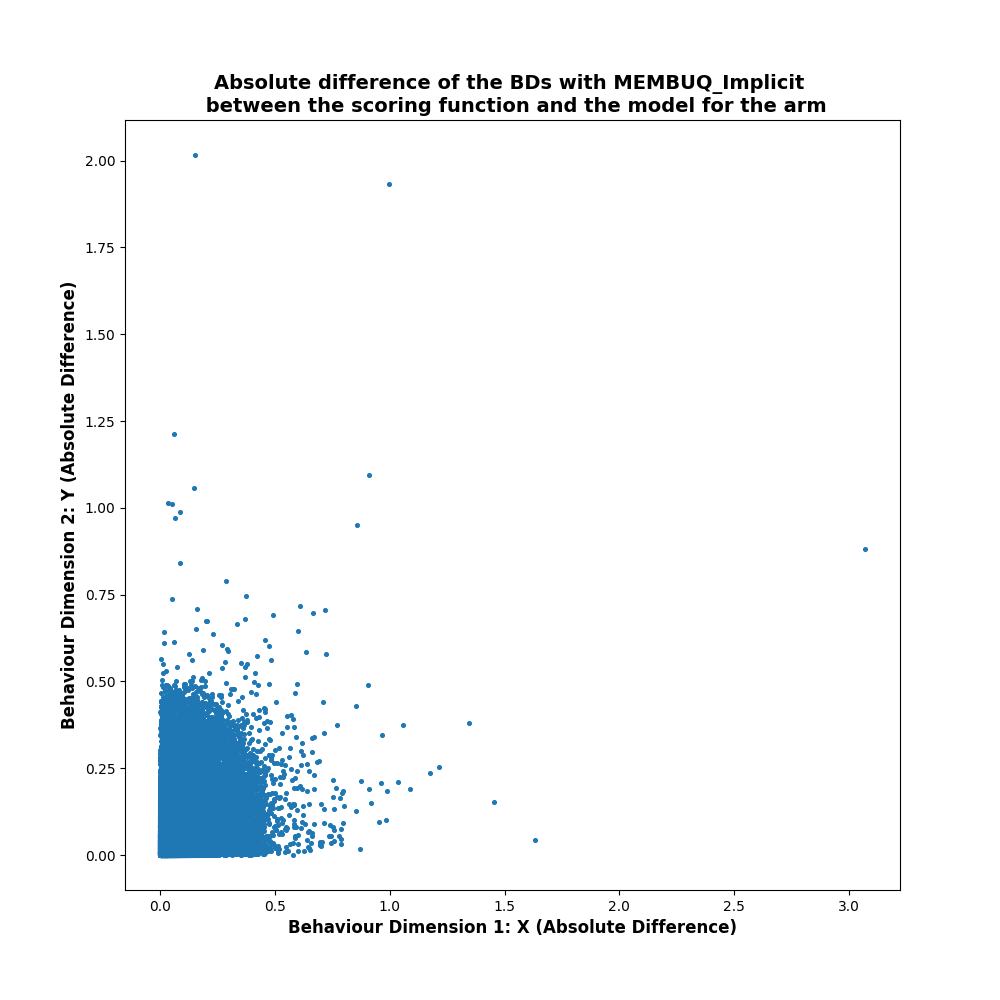 Absolute difference of the BDs with MEMBUQ_Implicit
between the scoring function and the model for the arm
2.00
1.75
1.50
1.25
1.00
0.75
0.50
0.25
0.00
Behaviour Dimension 2: Y (Absolute Difference)
0.0 0.5 1.0 1.5 2.0 2.5 3.0
Behaviour Dimension 1: X (Absolute Difference)